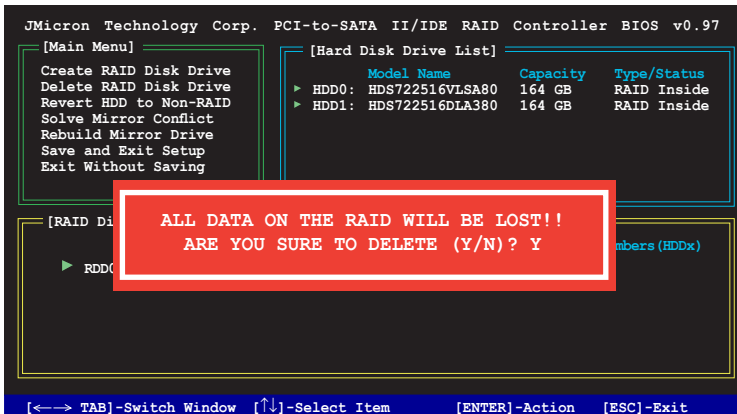 JMicron Technology Corp. PCI-to-SATA II/IDE RAID Controller BIOS v0.97
[Main Menu]
Create RAID Disk Drive
Delete RAID Disk Drive
Revert HDD to Non-RAID
Solve Mirror Conflict
Rebuild Mirror Drive
Save and Exit Setup
Exit Without Saving
[Hard Disk Drive List]
Model Name Capacity Type/Status
HDD0: HDS722516VLSA80 164 GB RAID Inside
HDD1: HDS722516DLA380 164 GB RAID Inside
[RAID
ALL DATA ON THE RAID WILL BE LOST!!
ARE YOU SURE TO DELETE (Y/N)? Y
(HDDx)
[←→ TAB]-Switch Window [↑↓]-Select Item [ENTER]-Action [ESC]-Exit